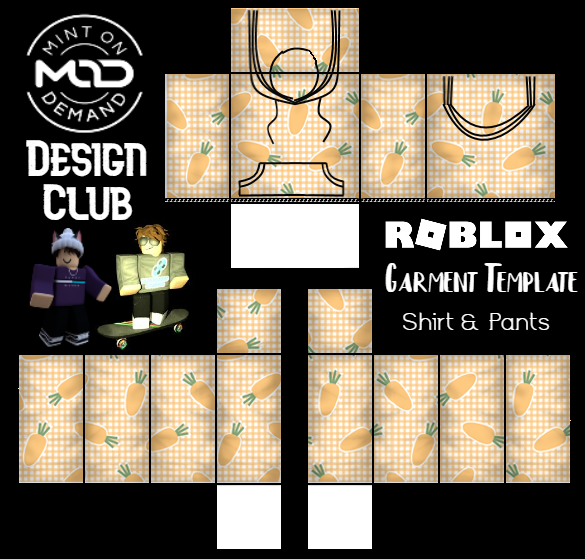 MINT ON
MOD
DEMAND
DESIGN
CLUB
ROBLOX
GARMENT TEMPLATE
Shirt & Pants